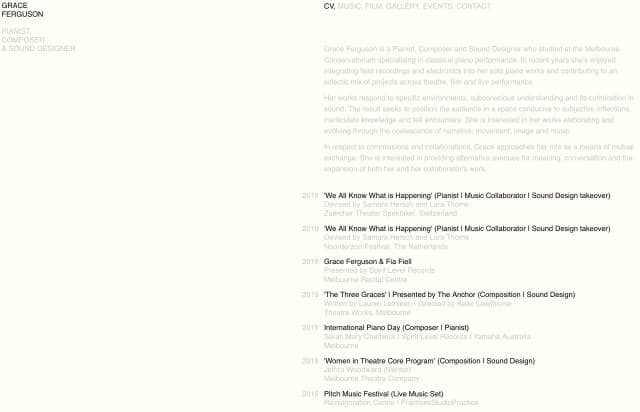 GRACE
FERGUSON
PIANIST,
COMPOSER
& SOUND DESIGNER
CV, MUSIC, FILM, GALLERY, EVENTS, CONTACT
Grace Ferguson is a Pianist, Composer and Sound Designer who studied at the Melbourne
Conservatorium specialising in classical piano performance. In recent years she's enjoyed
integrating field recordings and electronics into her solo piano works and contributing to an
eclectic mix of projects across theatre, film and live performance.
Her works respond to specific environments, subconscious understanding and its culmination in
sound. The result seeks to position the audience in a space conducive to subjective inflections,
inarticulate knowledge and felt encounters. She is interested in her works elaborating and
evolving through the coalescence of narrative, movement, image and music.
In respect to commissions and collaborations, Grace approaches her role as a means of mutual
exchange. She is interested in providing alternative avenues for meaning, conversation and the
expansion of both her and her collaborator's work.
2019 'We All Know What is Happening' (Pianist | Music Collaborator | Sound Design takeover)
Devised by Samara Hersch and Lara Thoms
Zuercher Theater Spektakel, Switzerland
2019 'We All Know What is Happening' (Pianist | Music Collaborator | Sound Design takeover)
Devised by Samara Hersch and Lara Thoms
Noorderzon Festival, The Netherlands
2019 Grace Ferguson & Fia Fiell
Presented by Spirit Level Records
Melbourne Recital Centre
2019 'The Three Graces' | Presented by The Anchor (Composition | Sound Design)
Written by Lauren | Directed by Katie Cawthorne
Theatre Works, Melbourne
2019 International Piano Day (Composer | Pianist)
Sarah Mary Chadwick | Spirit Level Records | Yamaha Australia
Melbourne
2019 'Women in Theatre Core Program' (Composition | Sound Design)
Jethro Woodward (Mentor)
Melbourne Theatre Company
2019 Pitch Music Festival (Live Music Set)
Reinvigoration Centre |